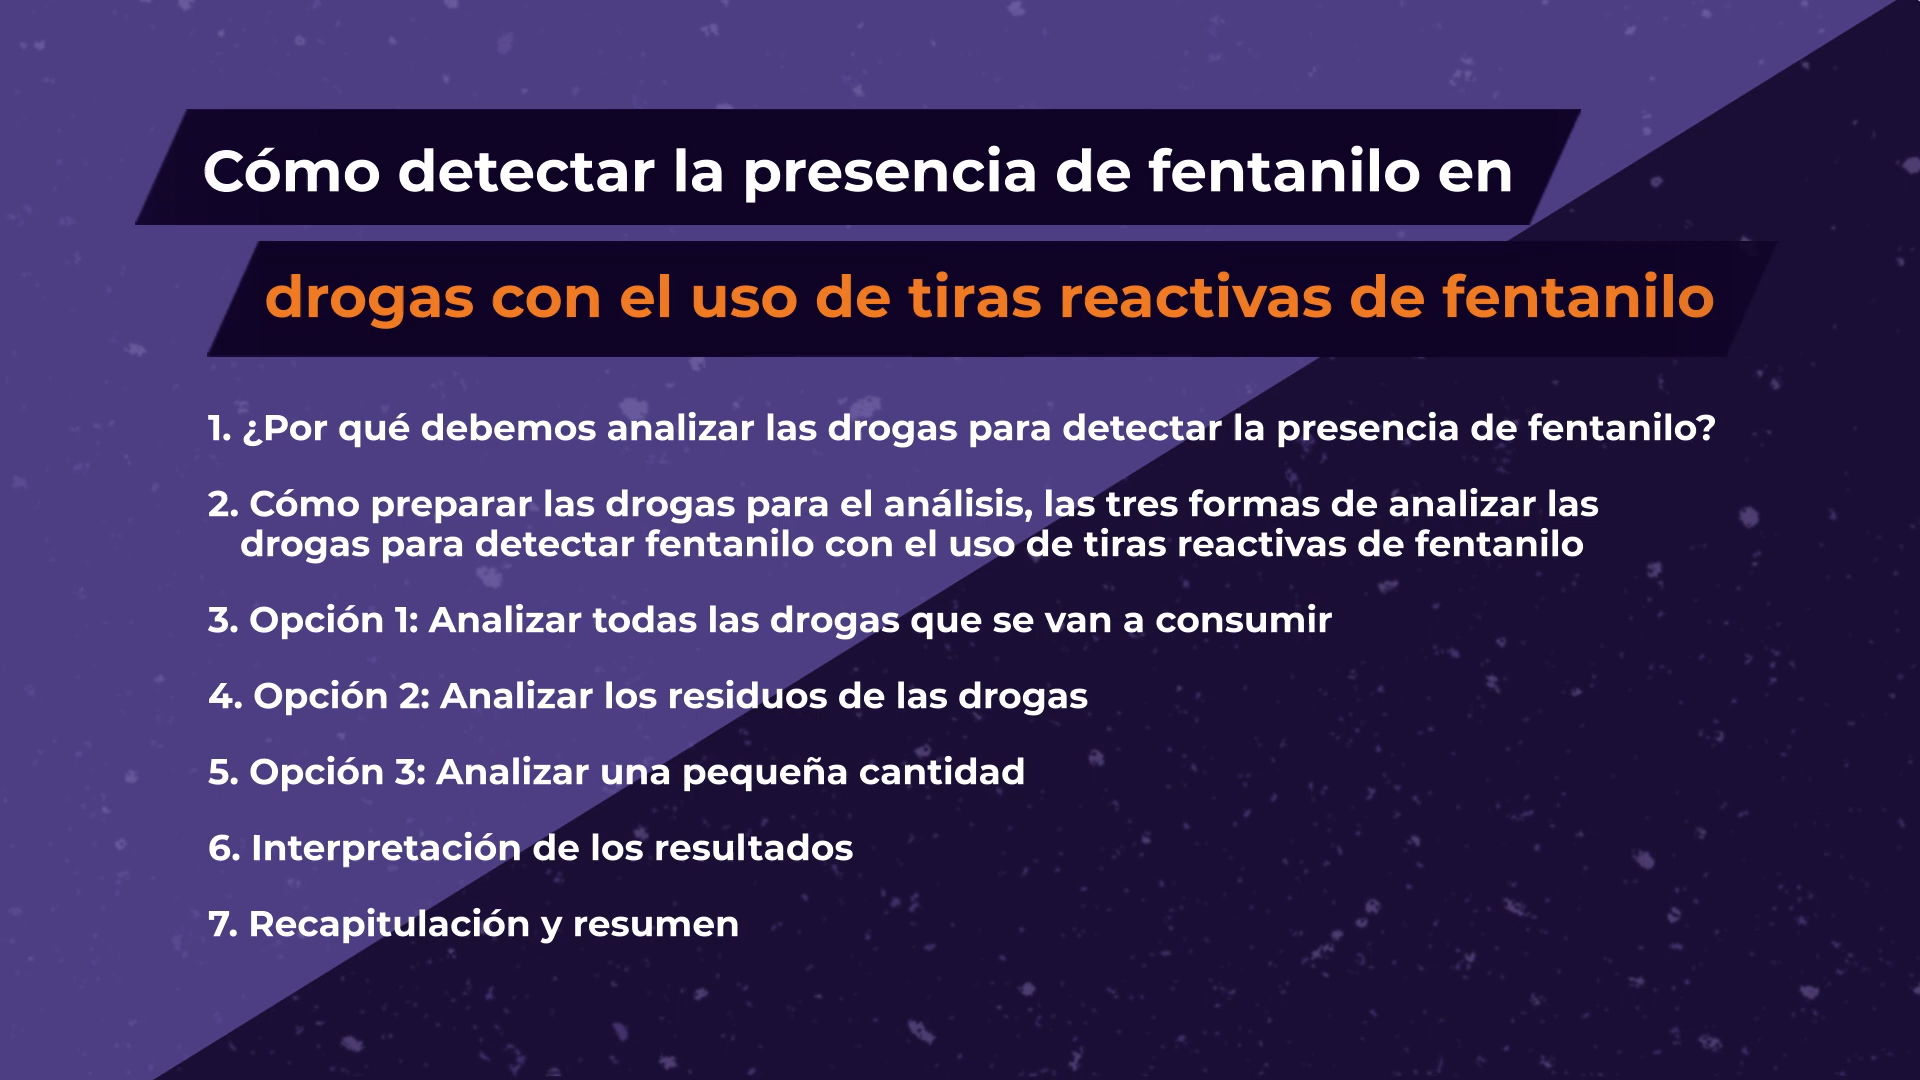 Cómo detectar la presencia de fentanilo en
drogas con el uso de tiras reactivas de fentanilo
1. ¿Por qué debemos analizar las drogas para detectar la presencia de fentanilo?
2. Cómo preparar las drogas para el análisis, las tres formas de analizar las
drogas para detectar fentanilo con el uso de tiras reactivas de fentanilo
3. Opción 1: Analizar todas las drogas que se van a consumir
4. Opción 2: Analizar los residuos de las drogas
5. Opción 3: Analizar una pequeña cantidad
6. Interpretación de los resultados
7. Recapitulación y resumen